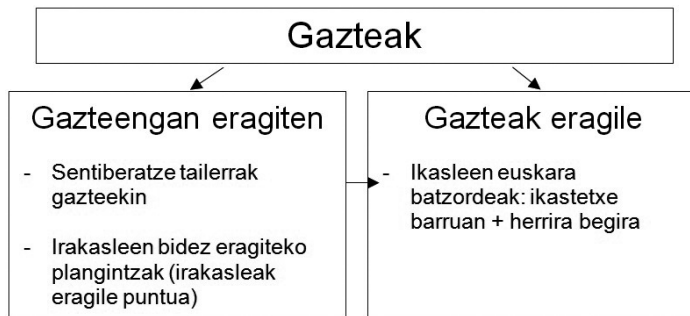 Gazteak
Gazteengan eragiten
- Sentiberatze tailerrak
gazteekin
- Irakasleen bidez eragiteko
plangintzak (irakasleak
eragile puntua)
Gazteak eragile
- Ikasleen euskara
batzordeak: ikastetxe
barruan + herrira begira